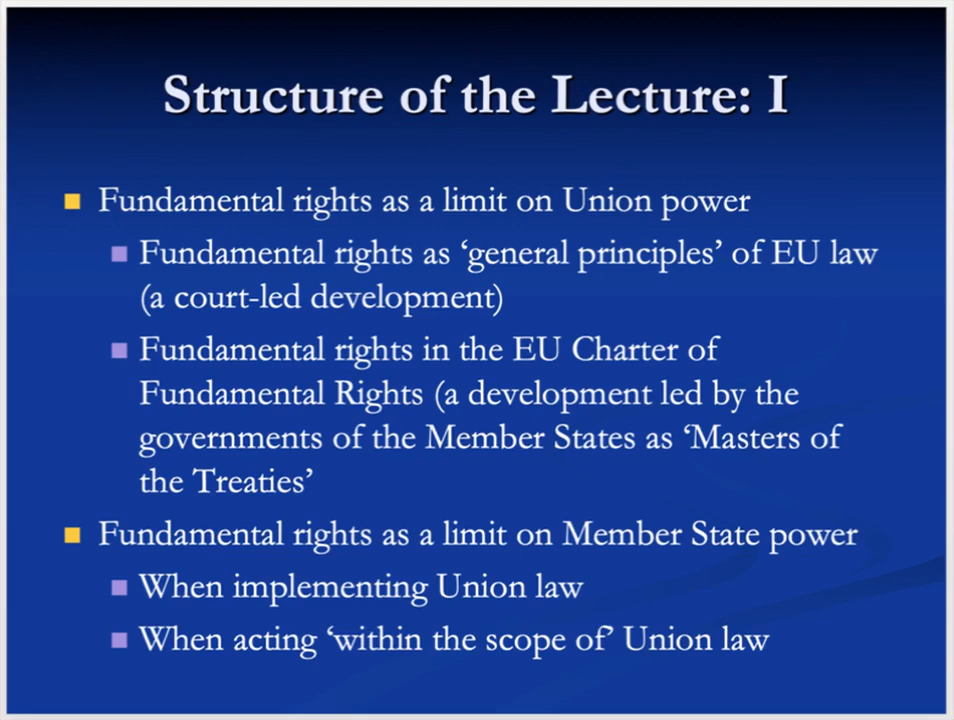 Structure of the Lecture: I
Fundamental rights as a limit on Union power
Fundamental rights as ‘general principles’ of EU law
(a court-led development)
Fundamental rights in the EU Charter of
Fundamental Rights (a development led by the
governments of the Member States as ‘Masters of
the Treaties’
Fundamental rights as a limit on Member State power
When implementing Union law
When acting ‘within the scope of’ Union law